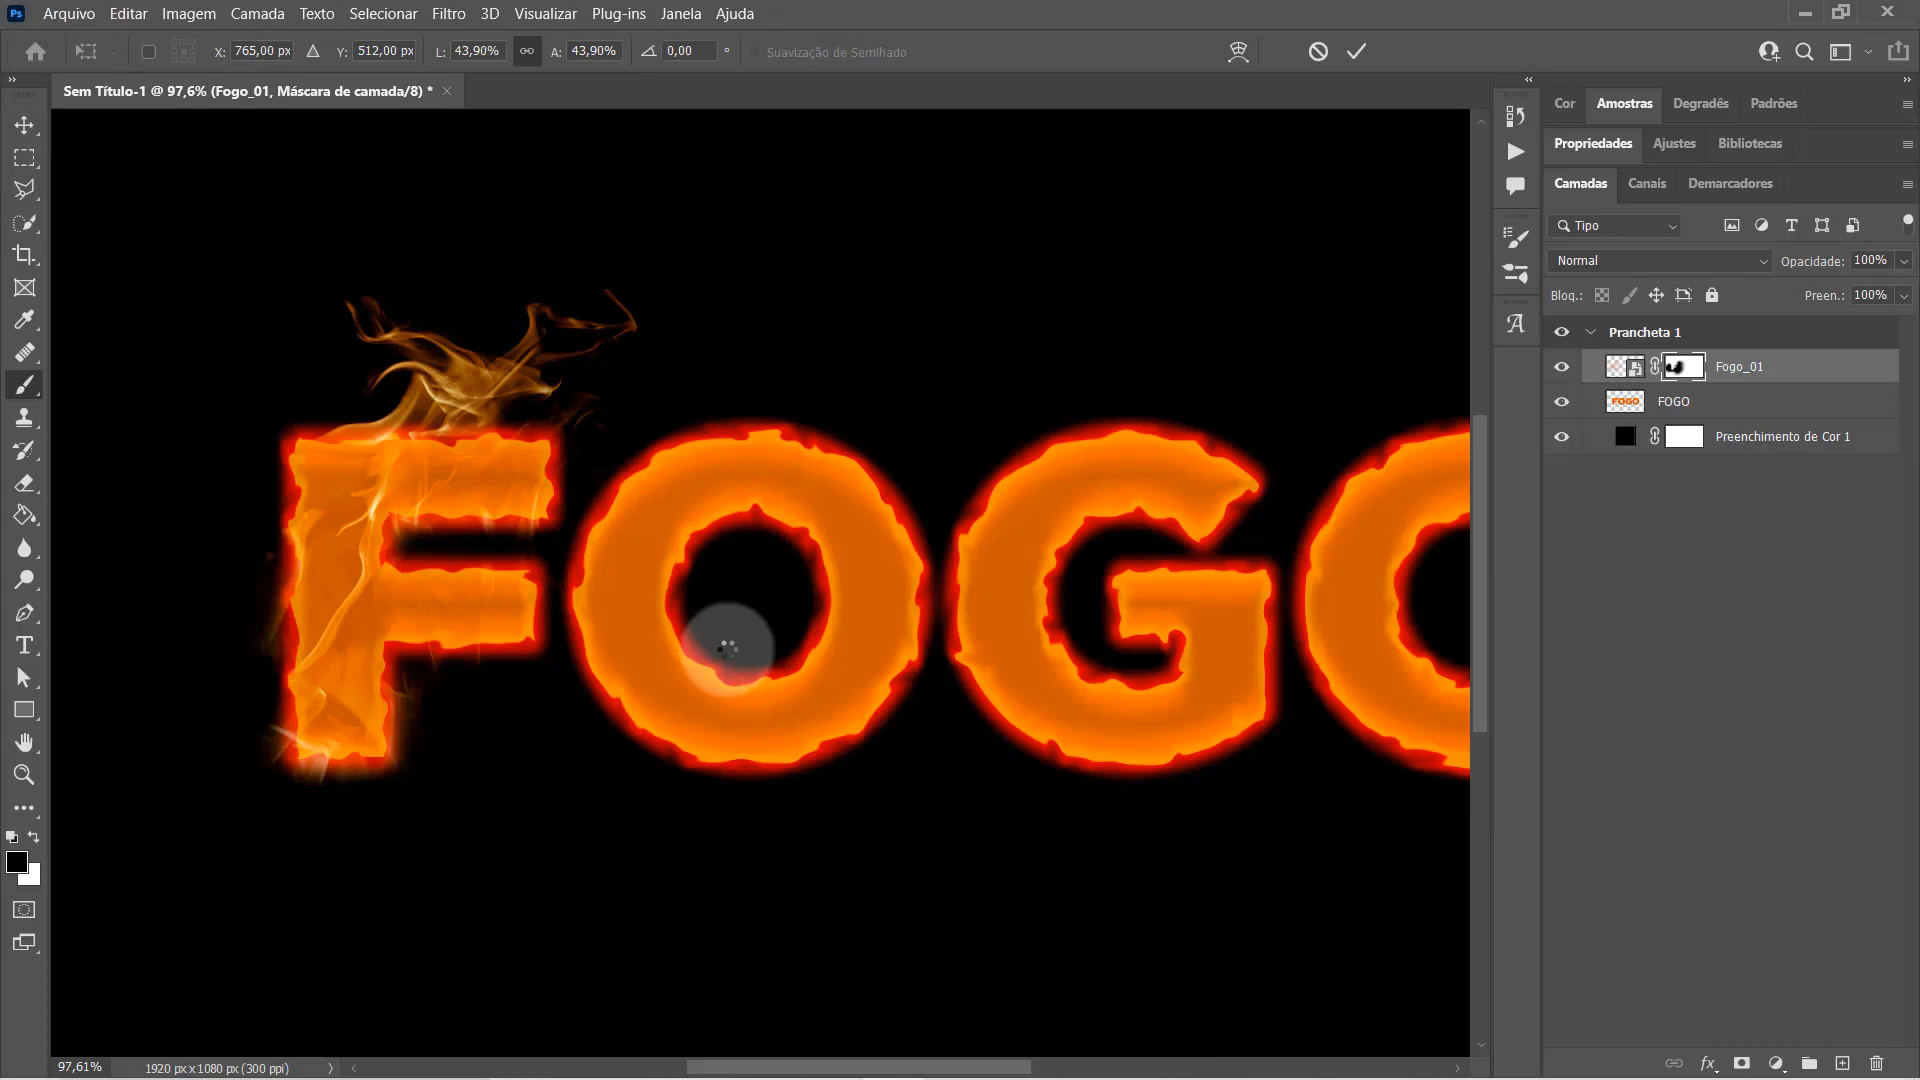 Ps Arquivo Editar Imagem Camada Texto Selecionar Filtro 3D Visualizar Plug-ins Janela Ajuda
X: 765,00 px Y: 512,00 px L: 43,90% A: 43,90% 0,00 ° Suavização de Serrilhado
Sem Título-1 @ 97,6% (Fogo_01, Máscara de camada/8) * ×
Cor Amostras Degradês Padrões
Propriedades Ajustes Bibliotecas
Camadas Canais Demarcadores
Tipo
Normal Opacidade: 100%
Bloq.: Preen.: 100%
Prancheta 1
Fogo_01
FOGO FOGO
Preenchimento de Cor 1
FOGO
97,61% 1920 px x 1080 px (300 ppi)
fx